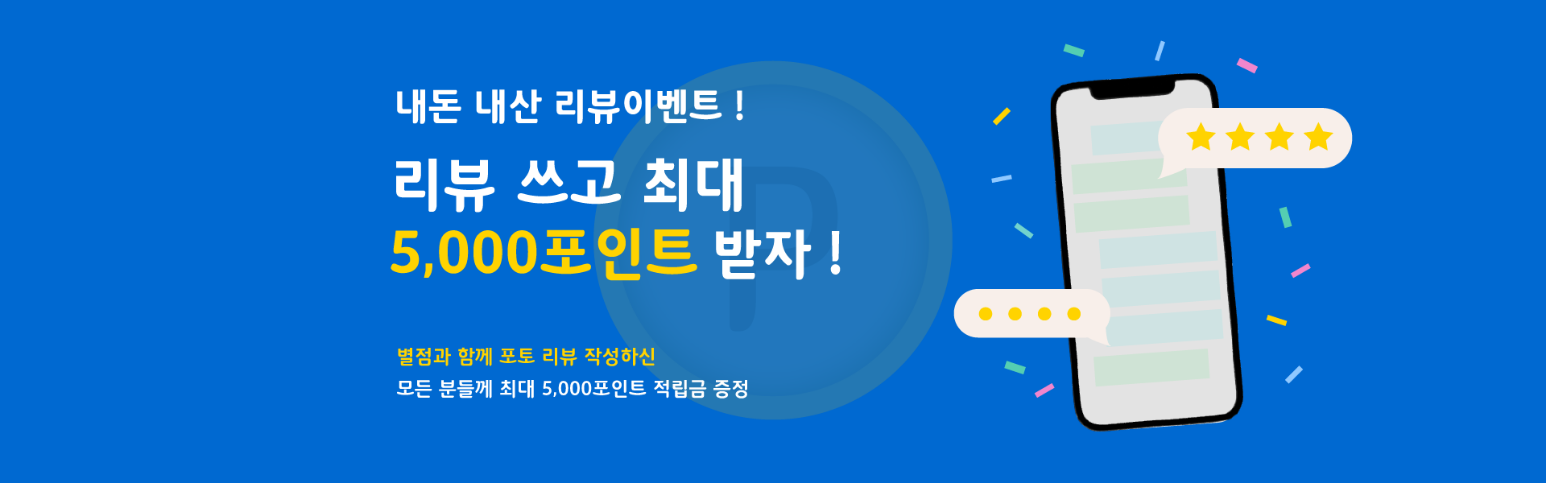 내돈 내산 리뷰이벤트 !
리뷰 쓰고 최대
5,000포인트 받자 !
P
별점과 함께 포토 리뷰 작성하신
모든 분들께 최대 5,000포인트 적립금 증정